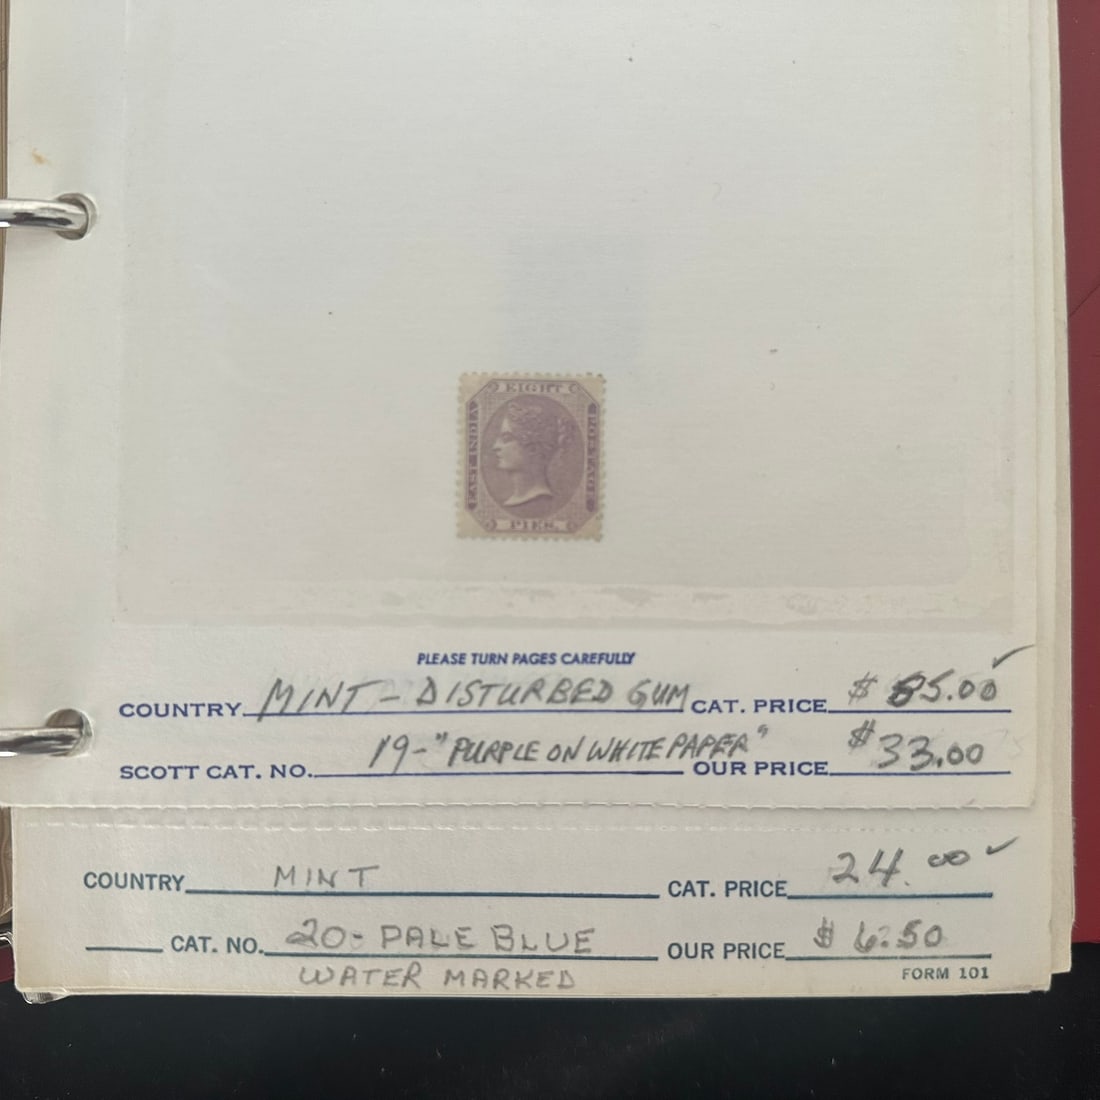 EIGHT
EAST INDIA
POSTAGE
PIES.
PLEASE TURN PAGES CAREFULLY
COUNTRY MINT - DISTURBED GUM CAT. PRICE $ 85.00 ✓
SCOTT CAT. NO. 19-"PURPLE ON WHITE PAPER" OUR PRICE $33.00
COUNTRY MINT CAT. PRICE 24.00 ✓
CAT. NO. 20- PALE BLUE OUR PRICE $ 6.50
WATER MARKED FORM 101